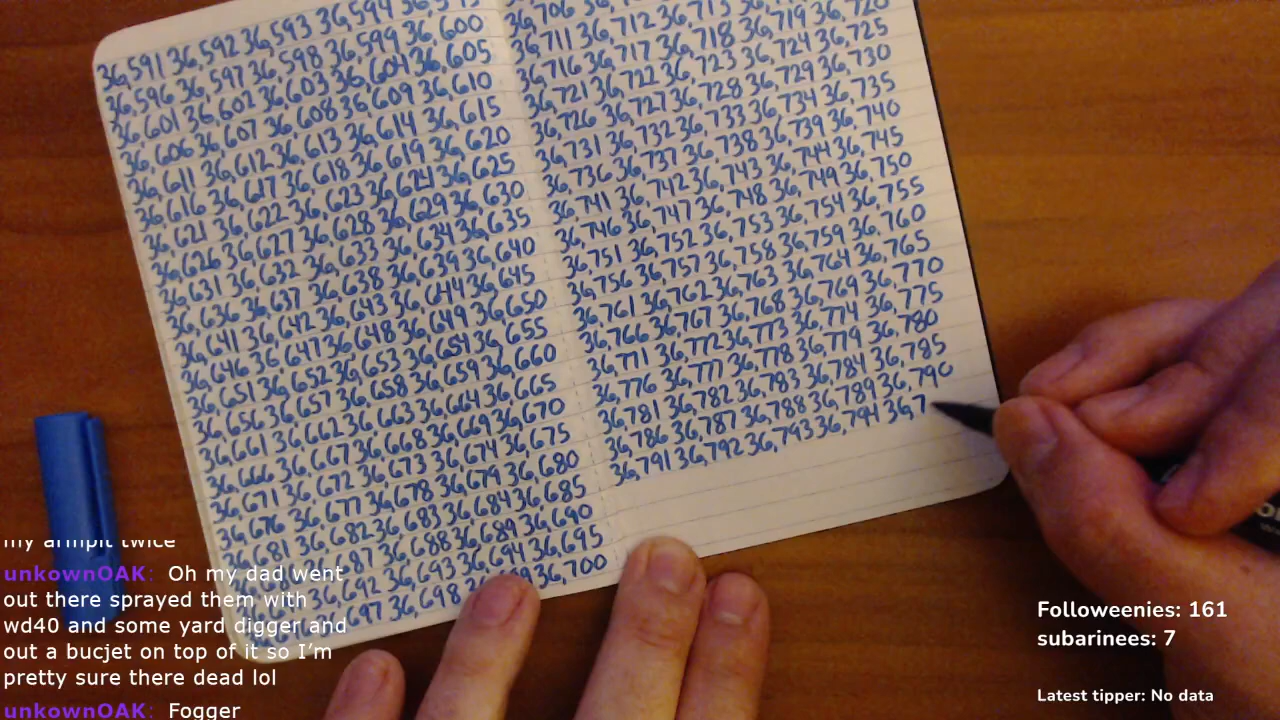 36,591 36,592 36,593 36,594
36,596 36,597 36,598 36,599 36,600
36,601 36,602 36,603 36,604 36,605
36,606 36,607 36,608 36,609 36,610
36,611 36,612 36,613 36,614 36,615
36,616 36,617 36,618 36,619 36,620
36,621 36,622 36,623 36,624 36,625
36,626 36,627 36,628 36,629 36,630
36,631 36,632 36,633 36,634 36,635
36,636 36,637 36,638 36,639 36,640
36,641 36,642 36,643 36,644 36,645
36,646 36,647 36,648 36,649 36,650
36,651 36,652 36,653 36,654 36,655
36,656 36,657 36,658 36,659 36,660
36,661 36,662 36,663 36,664 36,665
36,666 36,667 36,668 36,669 36,670
36,671 36,672 36,673 36,674 36,675
36,676 36,677 36,678 36,679 36,680
36,681 36,682 36,683 36,684 36,685
36,687 36,688 36,689 36,690
36,692 36,693 36,694 36,695
36,698 36,700
36,706
36,711 36,712 36,713
36,716 36,717 36,718 36,719 36,720
36,721 36,722 36,723 36,724 36,725
36,726 36,727 36,728 36,729 36,730
36,731 36,732 36,733 36,734 36,735
36,736 36,737 36,738 36,739 36,740
36,741 36,742 36,743 36,744 36,745
36,746 36,747 36,748 36,749 36,750
36,751 36,752 36,753 36,754 36,755
36,756 36,757 36,758 36,759 36,760
36,761 36,762 36,763 36,764 36,765
36,766 36,767 36,768 36,769 36,770
36,771 36,772 36,773 36,774 36,775
36,776 36,777 36,778 36,779 36,780
36,781 36,782 36,783 36,784 36,785
36,786 36,787 36,788 36,789 36,790
36,791 36,792 36,793 36,794 36,7
my armpit twice
unkownOAK: Oh my dad went
out there sprayed them with
wd40 and some yard digger and
out a bucjet on top of it so I'm
pretty sure there dead lol
unkownOAK: Fogger
Followeenies: 161
subarinees: 7
Latest tipper: No data